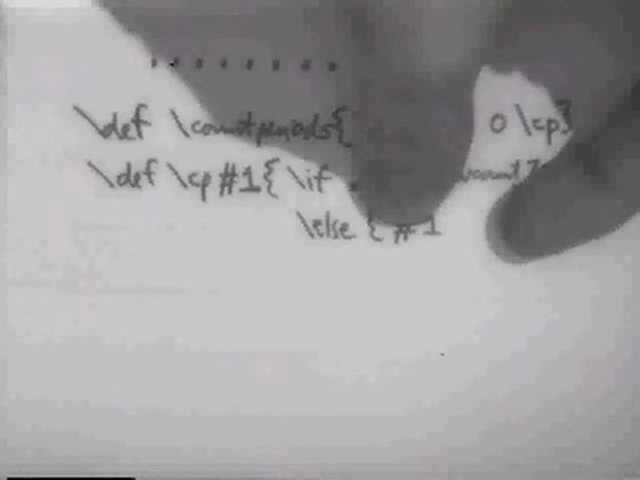 . . . . . . .
\def \countperiods{ 0 \cp}
\def \cp#1{ \if .
\else { #1